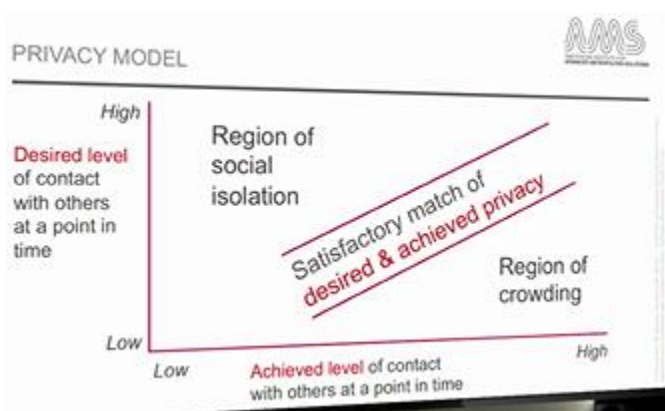 AMS
PRIVACY MODEL
High
Desired level
of contact
with others
at a point in
time
Region of
social
isolation
Satisfactory match of
desired & achieved privacy
Region of
crowding
Low
Low
High
Achieved level of contact
with others at a point in time